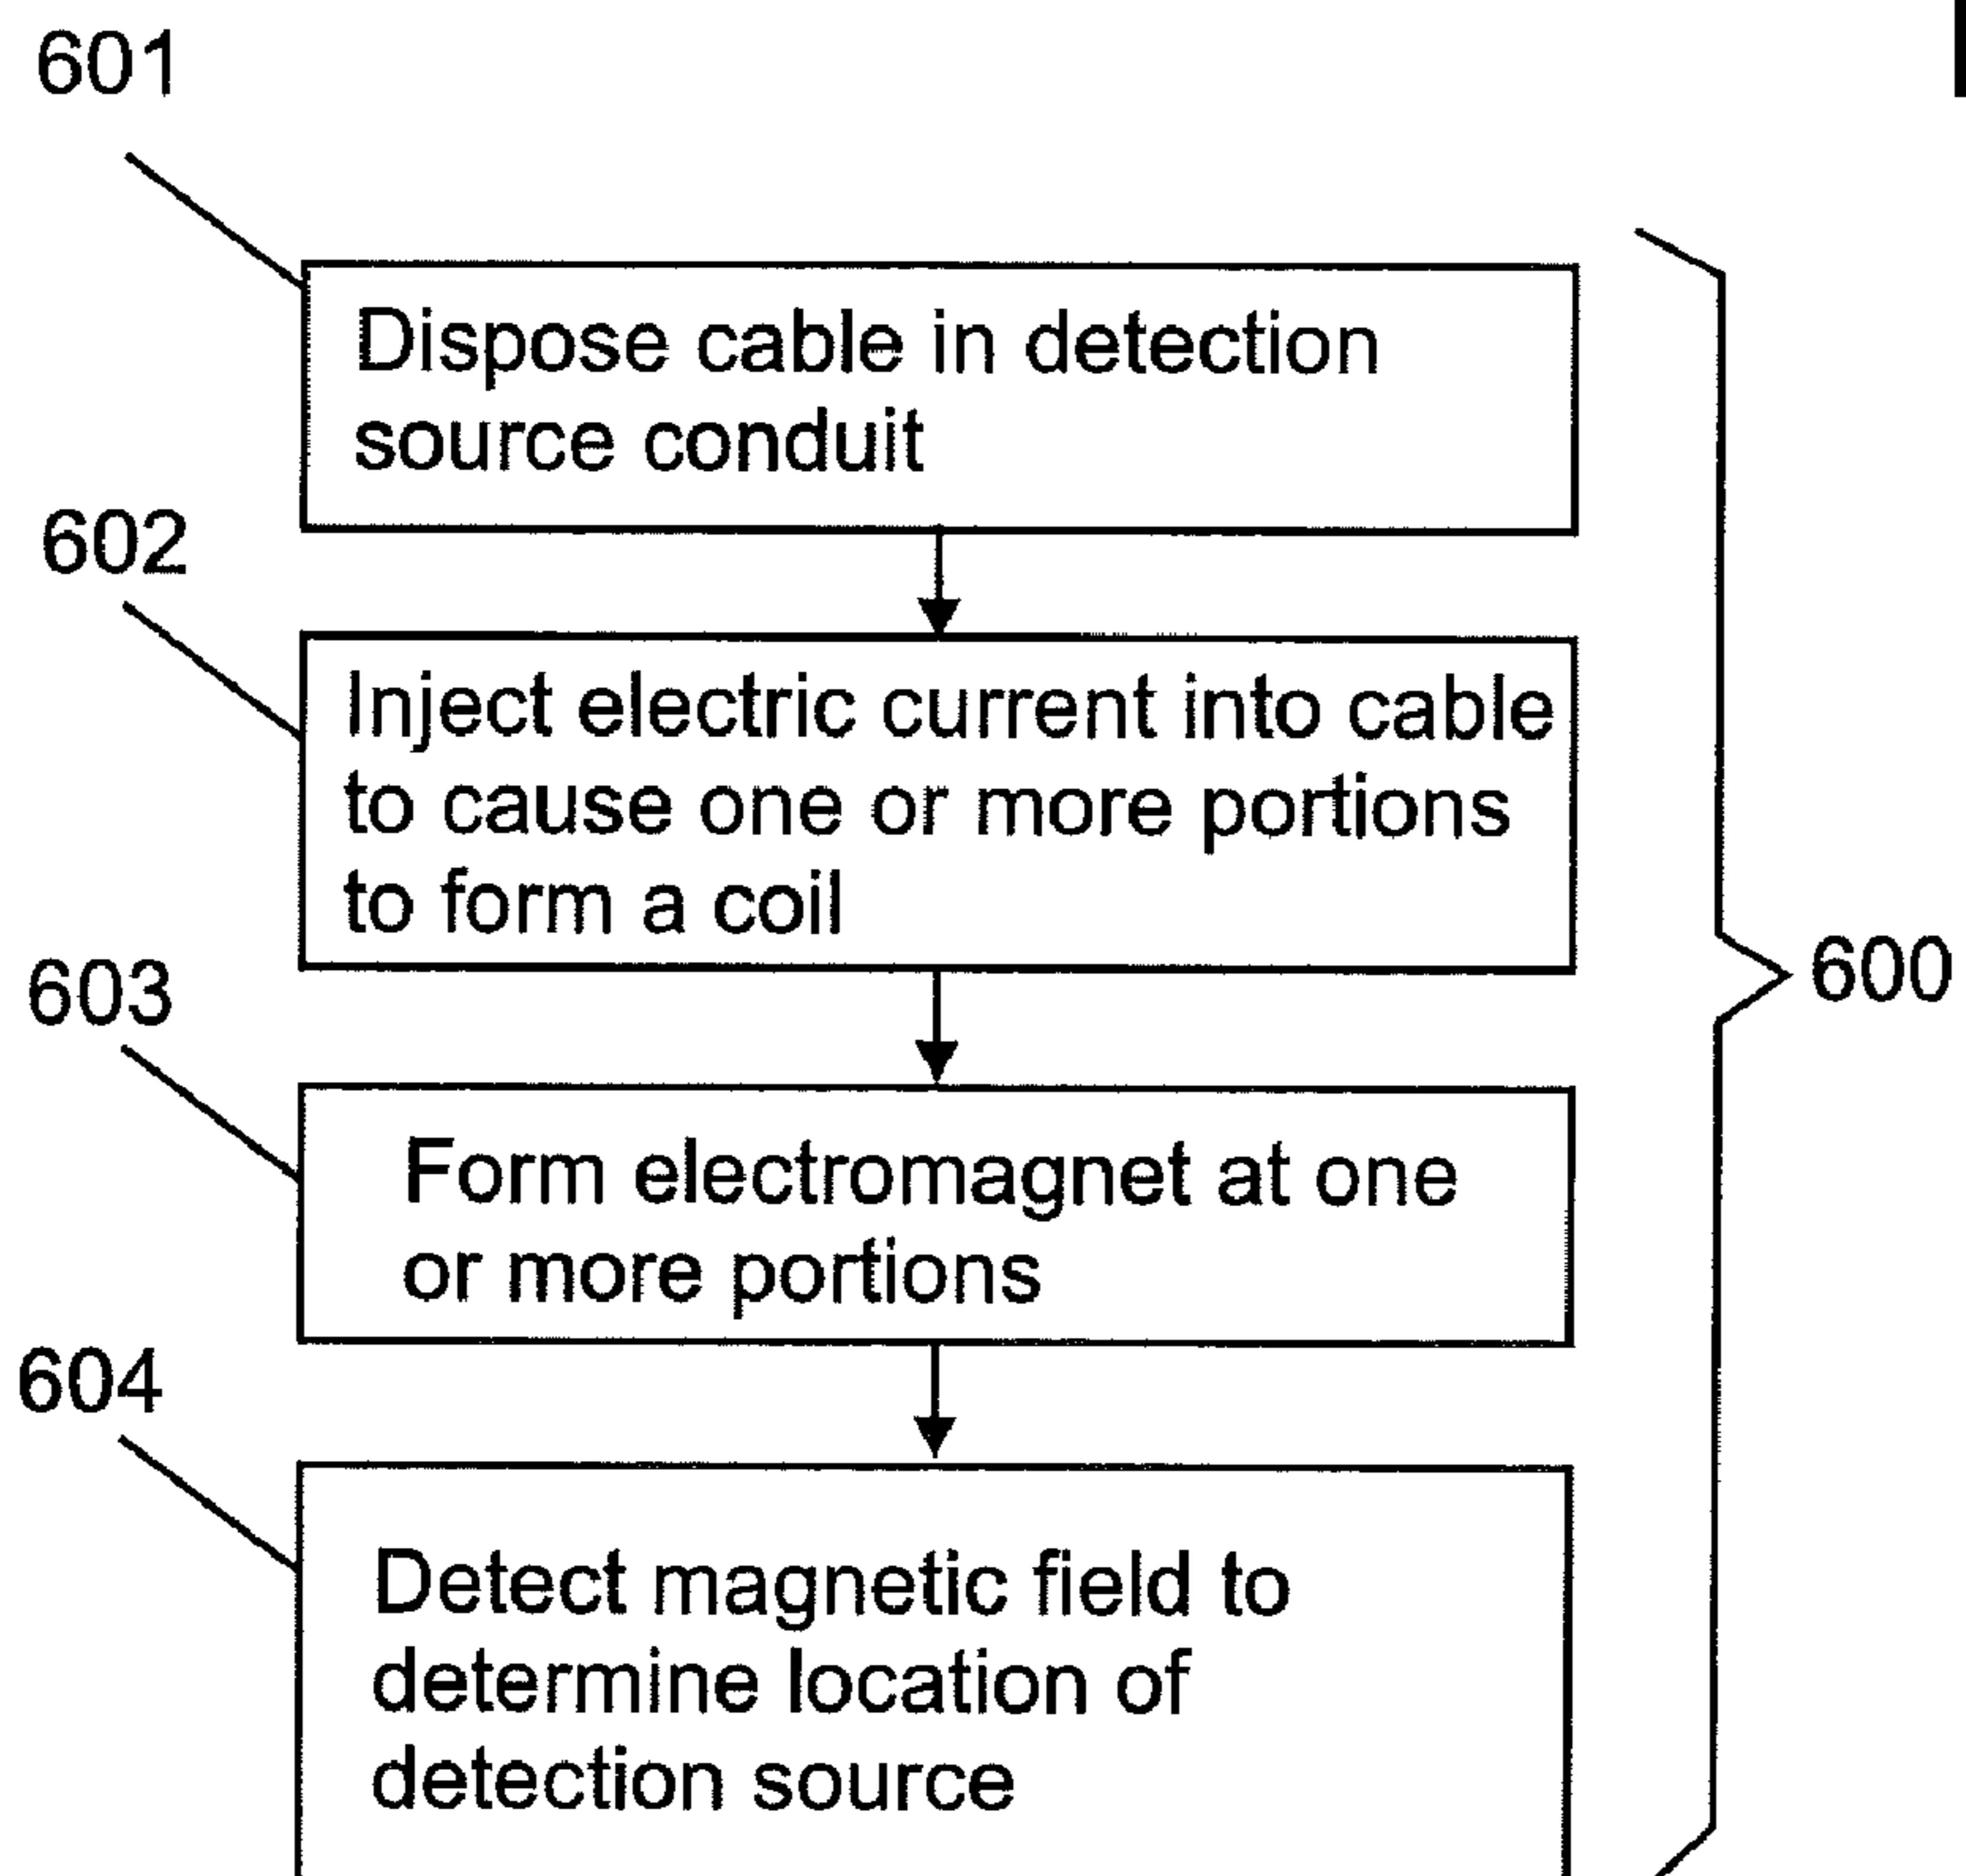 601
Dispose cable in detection
source conduit
602
Inject electric current into cable
to cause one or more portions
to form a coil
603
600
Form electromagnet at one
or more portions
604
Detect magnetic field to
determine location of
detection source